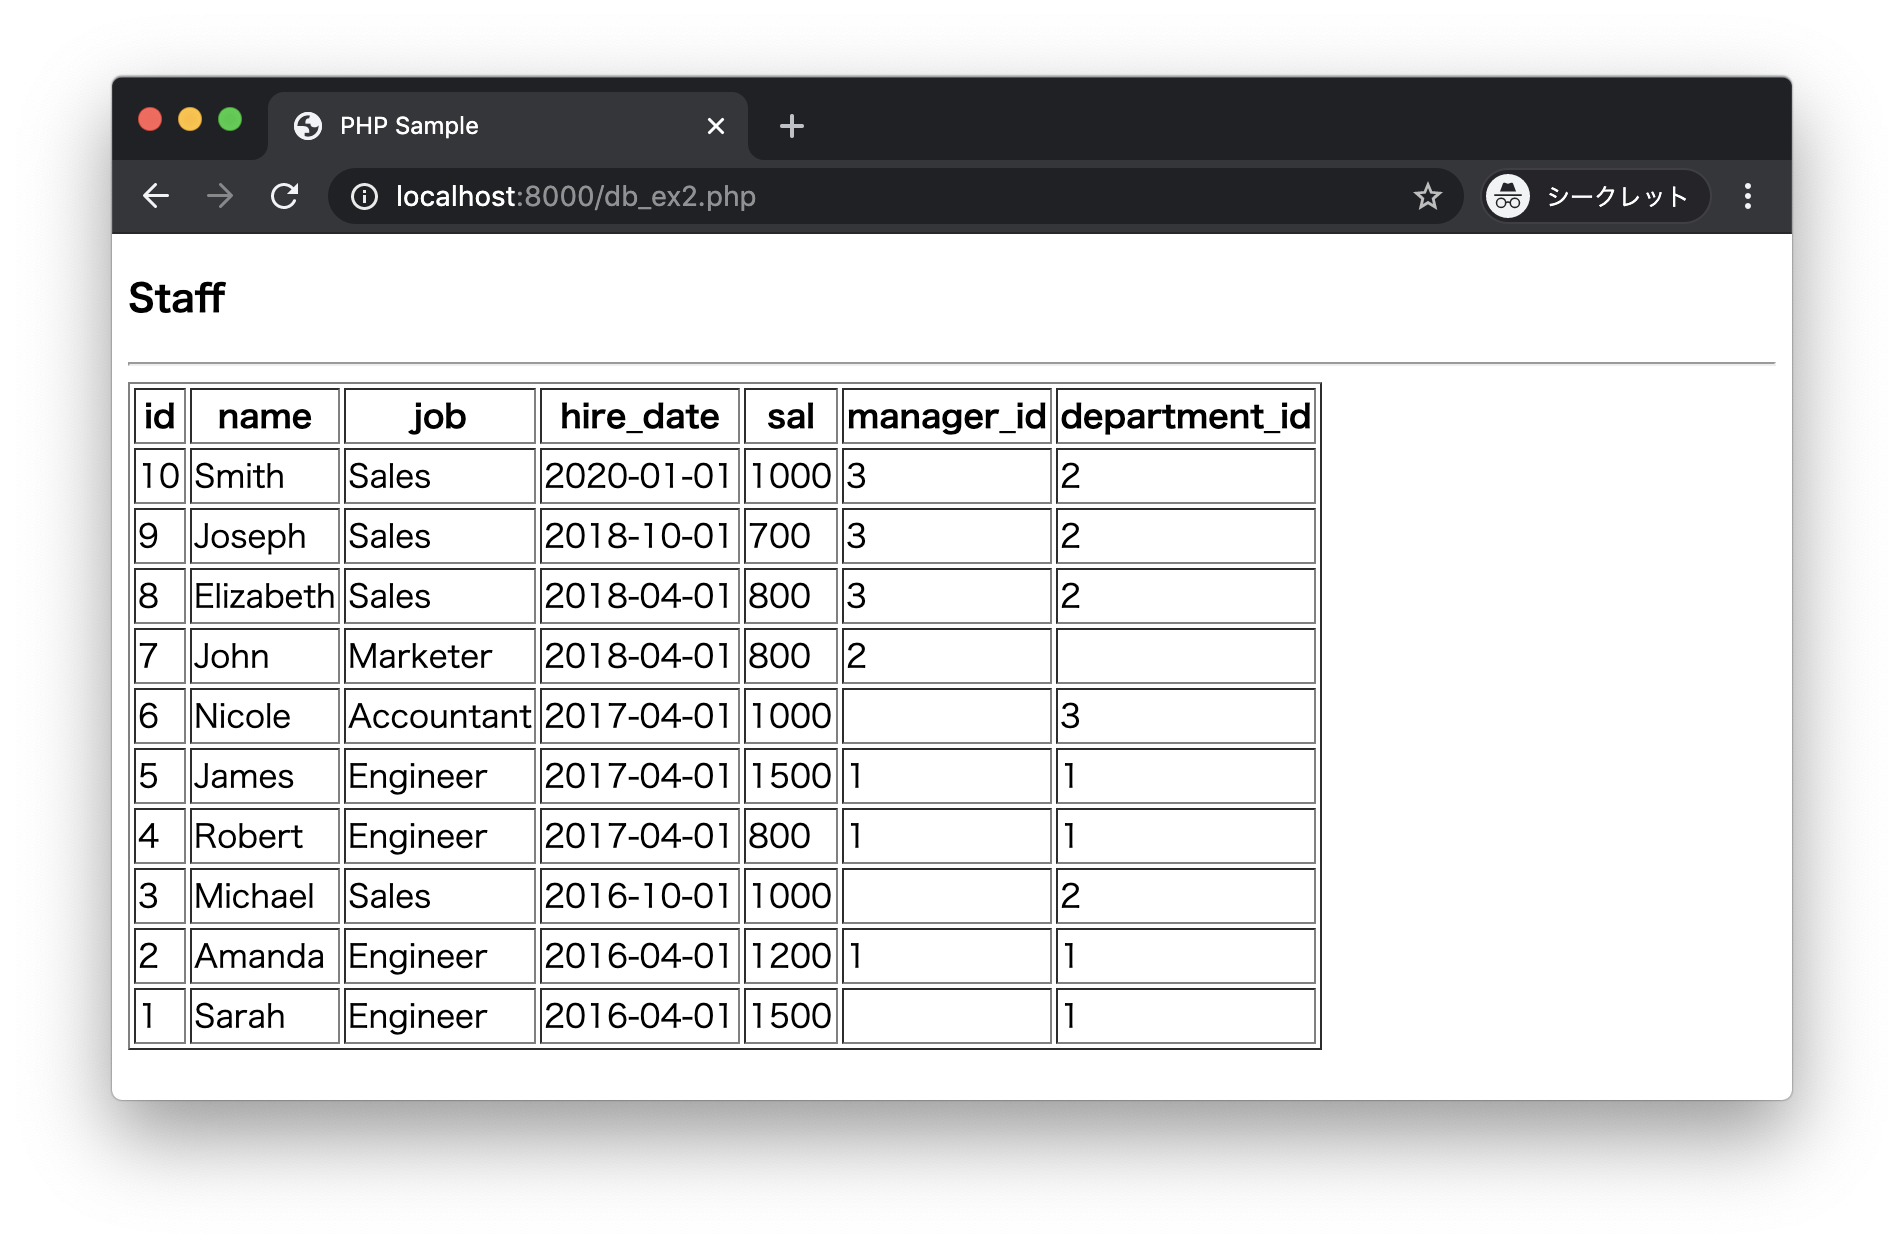 PHP Sample
localhost:8000/db_ex2.php シークレット
Staff
id name job hire_date sal manager_id department_id
10 Smith Sales 2020-01-01 1000 3 2
9 Joseph Sales 2018-10-01 700 3 2
8 Elizabeth Sales 2018-04-01 800 3 2
7 John Marketer 2018-04-01 800 2
6 Nicole Accountant 2017-04-01 1000 3
5 James Engineer 2017-04-01 1500 1 1
4 Robert Engineer 2017-04-01 800 1 1
3 Michael Sales 2016-10-01 1000 2
2 Amanda Engineer 2016-04-01 1200 1 1
1 Sarah Engineer 2016-04-01 1500 1